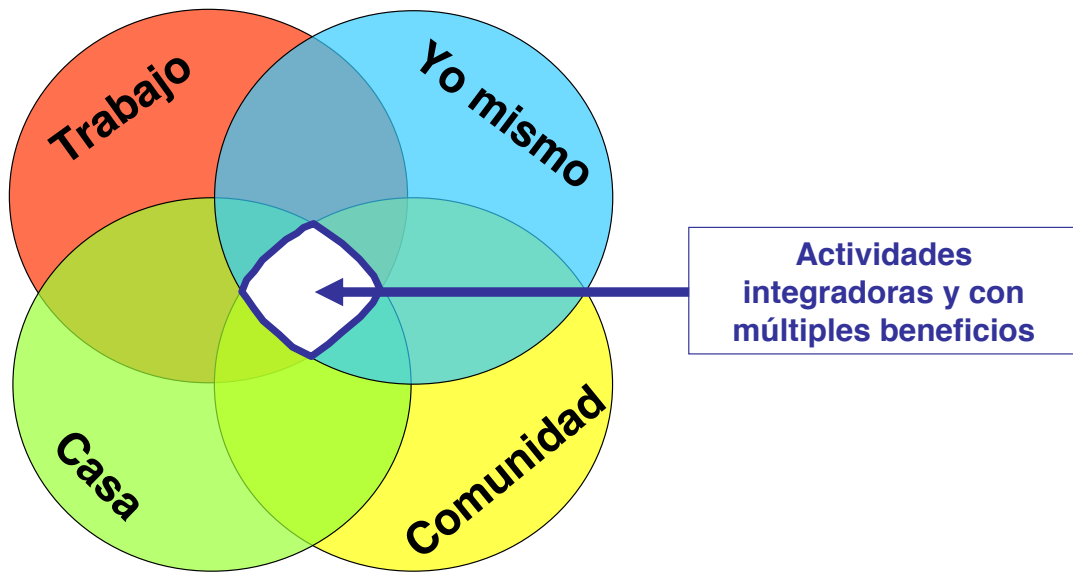 Trabajo
Yo mismo
Actividades
integradoras y con
múltiples beneficios
Casa
Comunidad